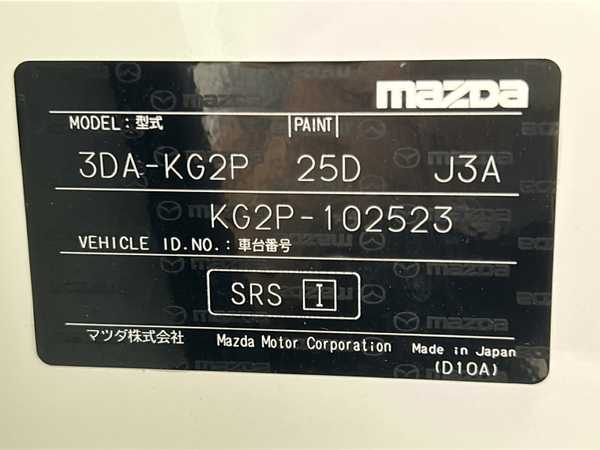 mazda
MODEL:型式 |PAINT|
3DA-KG2P 25D J3A
KG2P-102523
VEHICLE ID.NO.:車台番号
SRS I
マツダ株式会社 Mazda Motor Corporation Made in Japan
(D10A)